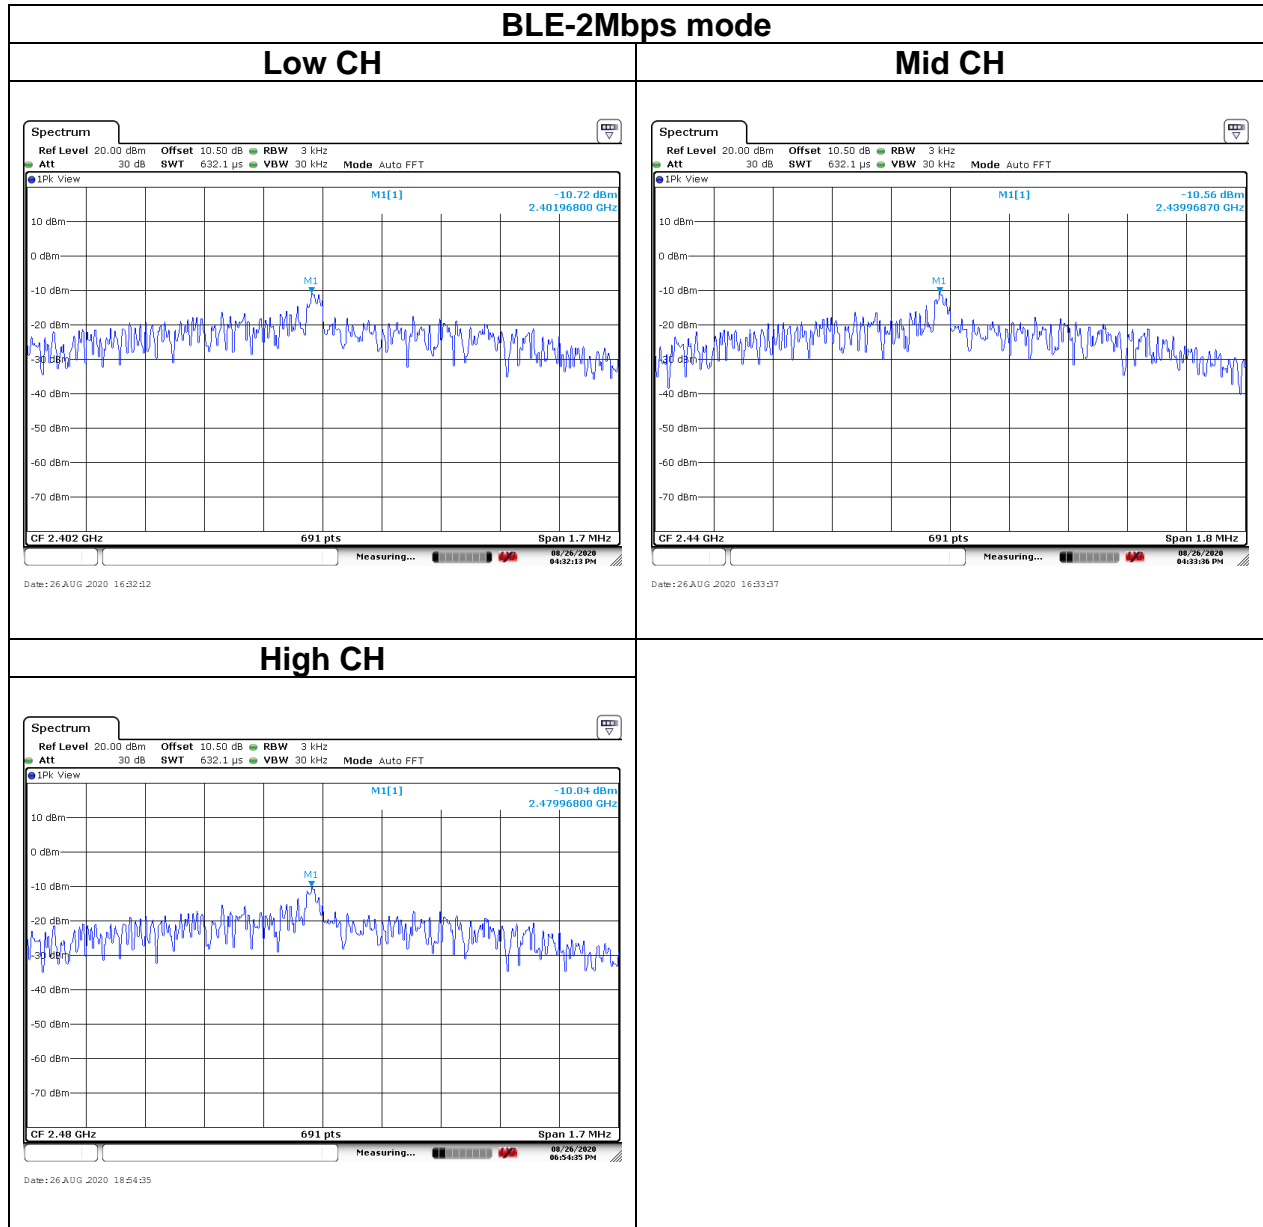 BLE-2Mbps mode
Low CH
Mid CH
Spectrum
Ref Level 20.00 dBm Offset 10.50 dB RBW 3 kHz
Att 30 dB SWT 632.1 µs VBW 30 kHz Mode Auto FFT
1Pk View
M1[1] -10.72 dBm
2.40196800 GHz
10 dBm
0 dBm
M1
-10 dBm
-20 dBm
-30 dBm
-40 dBm
-50 dBm
-60 dBm
-70 dBm
CF 2.402 GHz 691 pts Span 1.7 MHz
Measuring... 08/26/2020
04:32:13 PM
Date: 26.AUG.2020 16:32:12
Spectrum
Ref Level 20.00 dBm Offset 10.50 dB RBW 3 kHz
Att 30 dB SWT 632.1 µs VBW 30 kHz Mode Auto FFT
1Pk View
M1[1] -10.56 dBm
2.43996870 GHz
10 dBm
0 dBm
M1
-10 dBm
-20 dBm
-30 dBm
-40 dBm
-50 dBm
-60 dBm
-70 dBm
CF 2.44 GHz 691 pts Span 1.8 MHz
Measuring... 08/26/2020
04:33:36 PM
Date: 26.AUG.2020 16:33:37
High CH
Spectrum
Ref Level 20.00 dBm Offset 10.50 dB RBW 3 kHz
Att 30 dB SWT 632.1 µs VBW 30 kHz Mode Auto FFT
1Pk View
M1[1] -10.04 dBm
2.47996800 GHz
10 dBm
0 dBm
M1
-10 dBm
-20 dBm
-30 dBm
-40 dBm
-50 dBm
-60 dBm
-70 dBm
CF 2.48 GHz 691 pts Span 1.7 MHz
Measuring... 08/26/2020
06:54:35 PM
Date: 26.AUG.2020 18:54:35